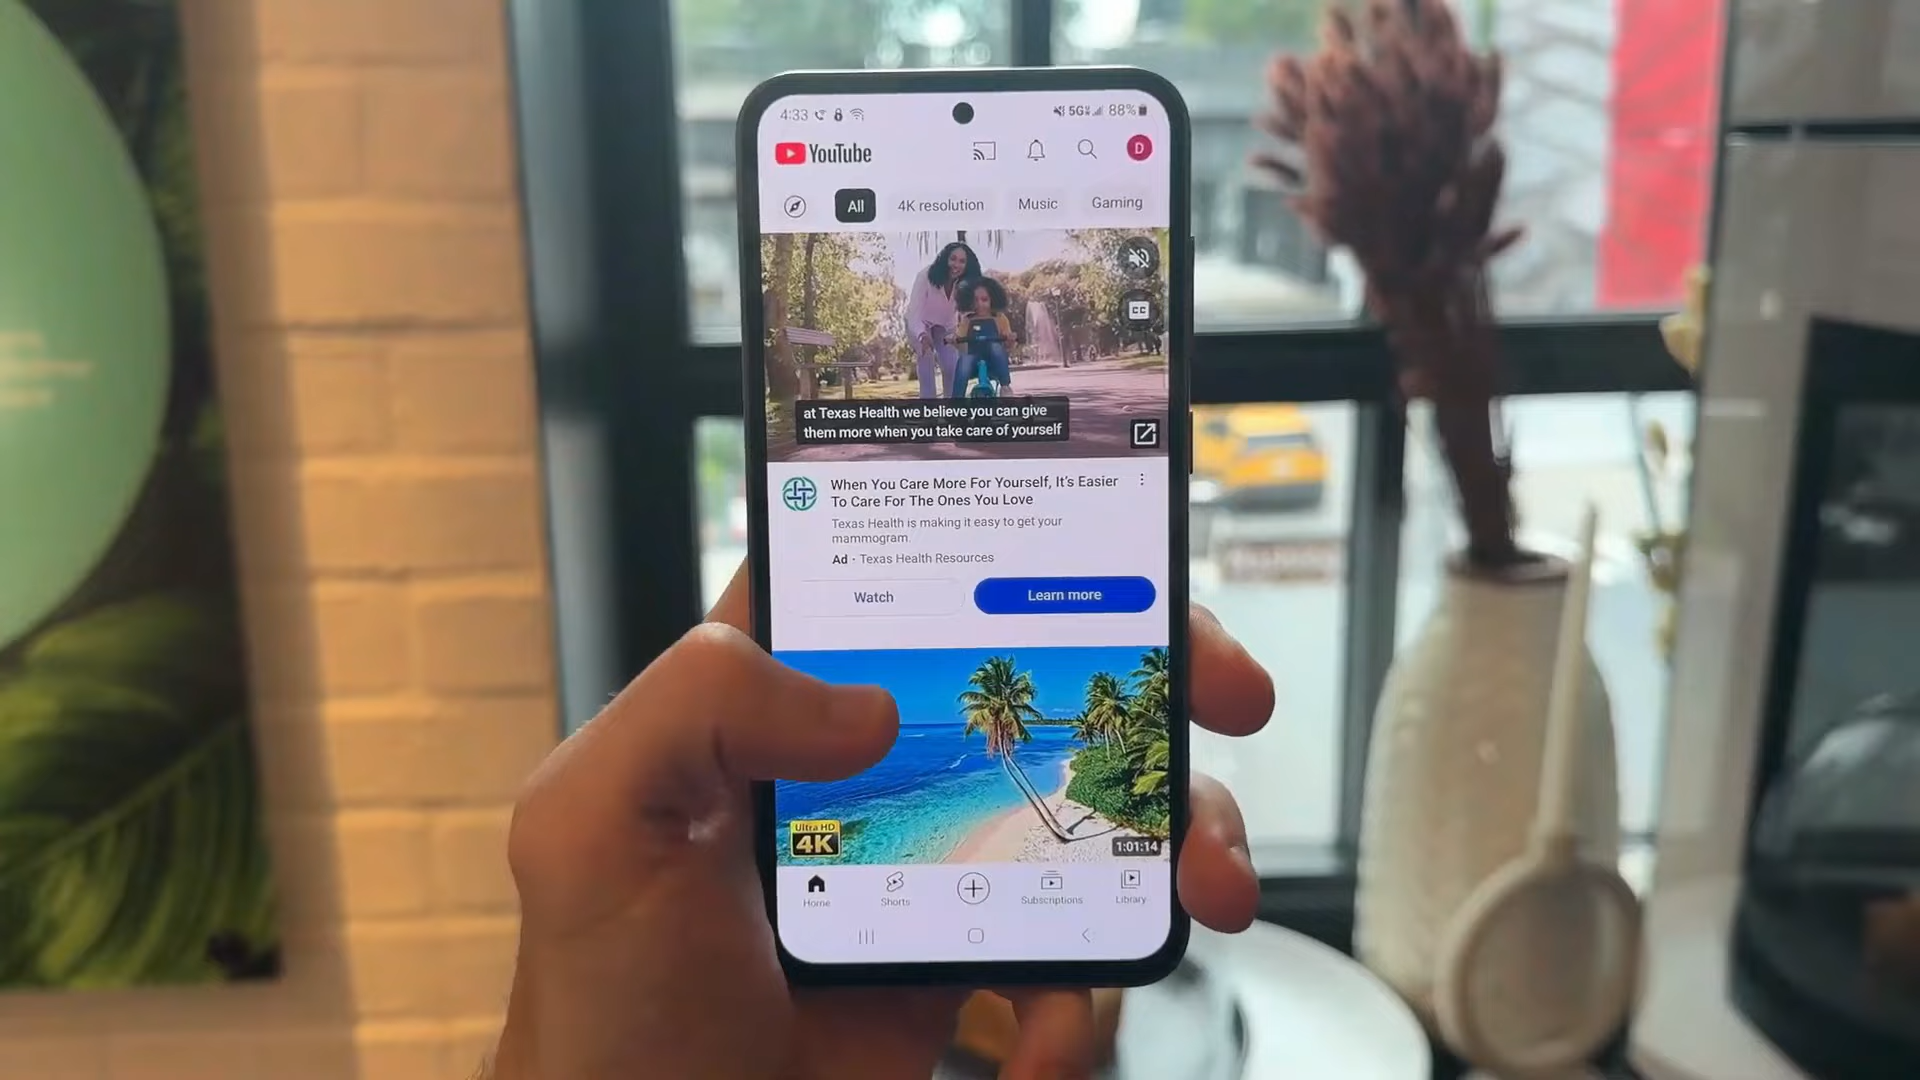 4:33
5G 88%
YouTube
D
All 4K resolution Music Gaming
CC
at Texas Health we believe you can give
them more when you take care of yourself
When You Care More For Yourself, It's Easier
To Care For The Ones You Love
Texas Health is making it easy to get your
mammogram.
Ad · Texas Health Resources
Watch Learn more
Ultra HD
4K
1:01:14
Home Shorts Subscriptions Library